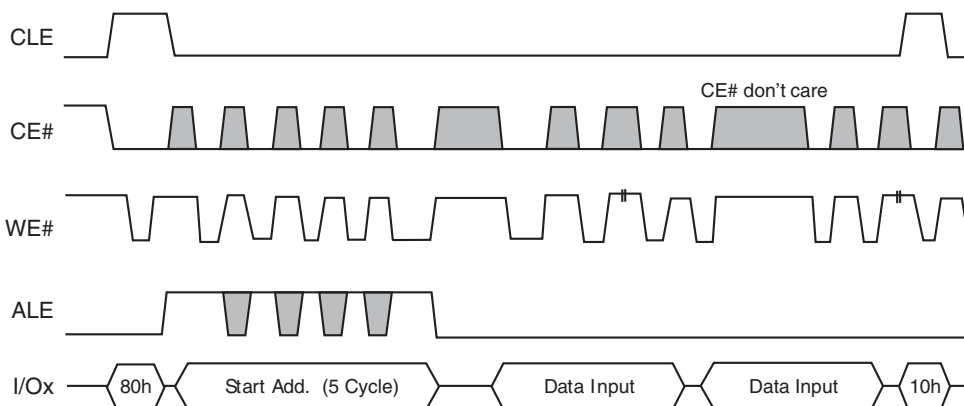 CLE
CE# don't care
CE#
WE#
ALE
I/Ox
80h
Start Add. (5 Cycle)
Data Input
Data Input
10h